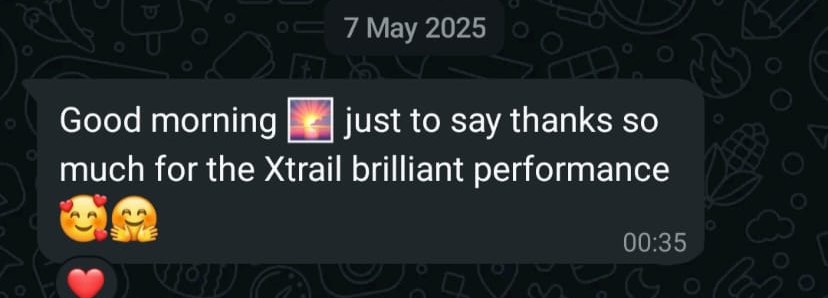 7 May 2025
Good morning 🌅 just to say thanks so
much for the Xtrail brilliant performance
🥰🤗
00:35
❤️